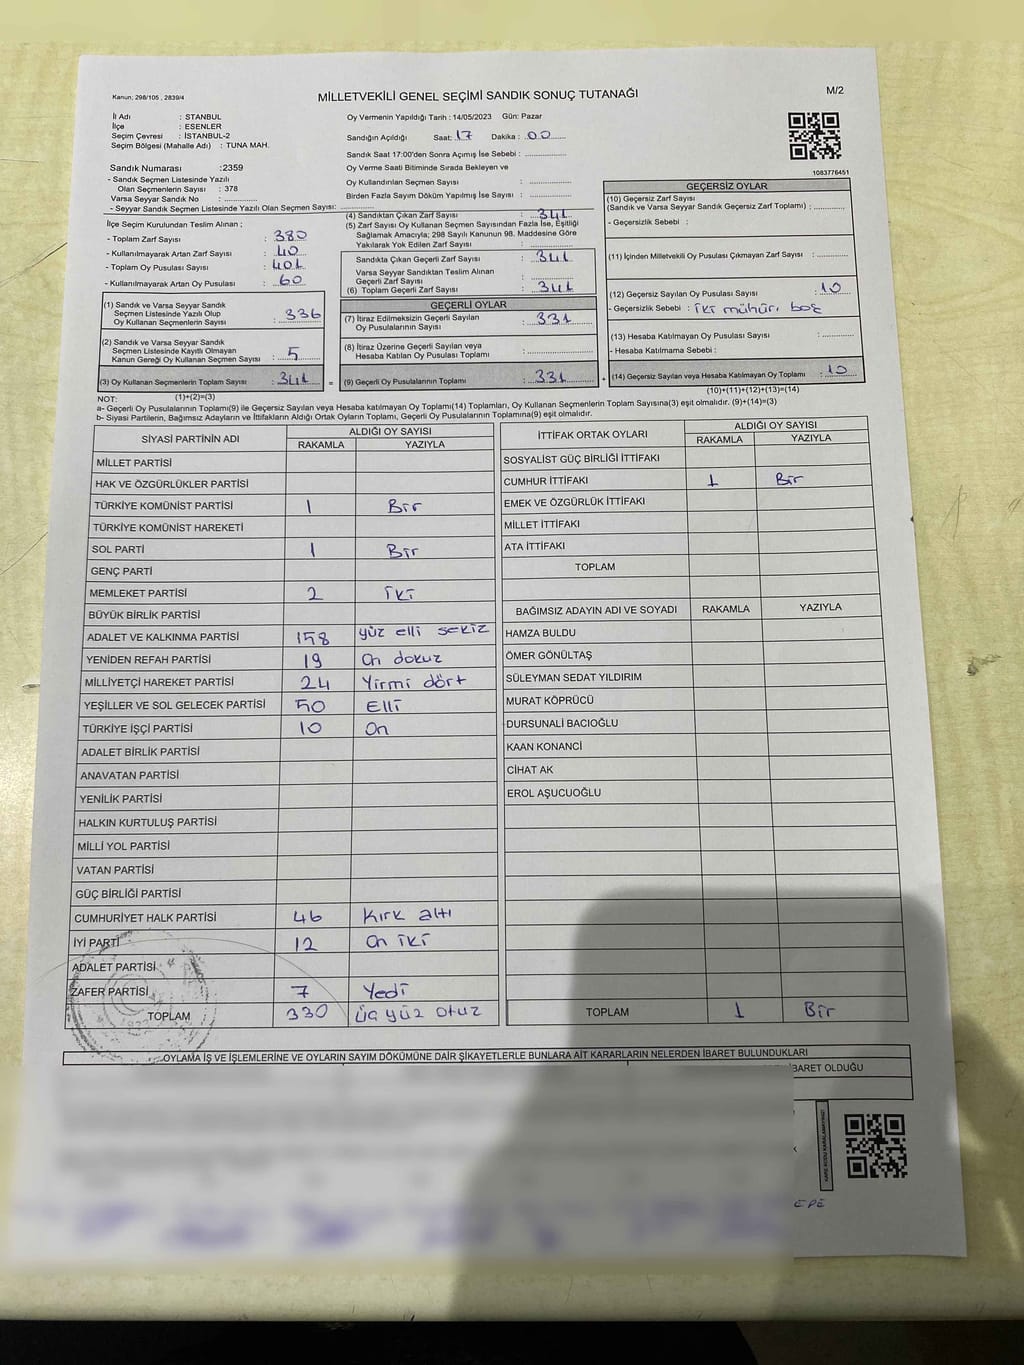 Kanun; 298/105 , 2839/4
MİLLETVEKİLİ GENEL SEÇİMİ SANDIK SONUÇ TUTANAĞI
M/2
İl Adı : STANBUL
İlçe : ESENLER
Seçim Çevresi : İSTANBUL-2
Seçim Bölgesi (Mahalle Adı) : TUNA MAH.
Sandık Numarası :2359
- Sandık Seçmen Listesinde Yazılı
Olan Seçmenlerin Sayısı : 378
Varsa Seyyar Sandık No :
- Seyyar Sandık Seçmen Listesinde Yazılı Olan Seçmen Sayısı:
Oy Vermenin Yapıldığı Tarih : 14/05/2023 Gün: Pazar
Sandığın Açıldığı Saat: 17 Dakika : 00
Sandık Saat 17:00'den Sonra Açımış İse Sebebi :
Oy Verme Saati Bitiminde Sırada Bekleyen ve
Oy Kullandırılan Seçmen Sayısı :
Birden Fazla Sayım Döküm Yapılmış İse Sayısı :
1083776451
İlçe Seçim Kurulundan Teslim Alınan ;
- Toplam Zarf Sayısı : 380
- Kullanılmayarak Artan Zarf Sayısı : 40
- Toplam Oy Pusulası Sayısı : 401
- Kullanılmayarak Artan Oy Pusulası : 60
(1) Sandık ve Varsa Seyyar Sandık
Seçmen Listesinde Yazılı Olup
Oy Kullanan Seçmenlerin Sayısı : 336
(2) Sandık ve Varsa Seyyar Sandık
Seçmen Listesinde Kayıtlı Olmayan
Kanun Gereği Oy Kullanan Seçmen Sayısı : 5
(3) Oy Kullanan Seçmenlerin Toplam Sayısı : 341 =
(4) Sandıktan Çıkan Zarf Sayısı : 341
(5) Zarf Sayısı Oy Kullanan Seçmen Sayısından Fazla İse, Eşitliği
Sağlamak Amacıyla; 298 Sayılı Kanunun 98. Maddesine Göre
Yakılarak Yok Edilen Zarf Sayısı :
Sandıkta Çıkan Geçerli Zarf Sayısı : 341
Varsa Seyyar Sandıktan Teslim Alınan
Geçerli Zarf Sayısı :
(6) Toplam Geçerli Zarf Sayısı : 341
GEÇERLİ OYLAR
(7) İtiraz Edilmeksizin Geçerli Sayılan
Oy Pusulalarının Sayısı : 331
(8) İtiraz Üzerine Geçerli Sayılan veya
Hesaba Katılan Oy Pusulası Toplamı :
(9) Geçerli Oy Pusulalarının Toplamı : 331 +
GEÇERSİZ OYLAR
(10) Geçersiz Zarf Sayısı
(Sandık ve Varsa Seyyar Sandık Geçersiz Zarf Toplamı) :
- Geçersizlik Sebebi :
(11) İçinden Milletvekili Oy Pusulası Çıkmayan Zarf Sayısı :
(12) Geçersiz Sayılan Oy Pusulası Sayısı : 10
- Geçersizlik Sebebi : iki mühür, boş
(13) Hesaba Katılmayan Oy Pusulası Sayısı :
- Hesaba Katılmama Sebebi :
(14) Geçersiz Sayılan veya Hesaba Katılmayan Oy Toplamı : 10
NOT: (1)+(2)=(3)
(10)+(11)+(12)+(13)=(14)
a- Geçerli Oy Pusulalarının Toplamı(9) ile Geçersiz Sayılan veya Hesaba katılmayan Oy Toplamı(14) Toplamları, Oy Kullanan Seçmenlerin Toplam Sayısına(3) eşit olmalıdır. (9)+(14)=(3)
b- Siyasi Partilerin, Bağımsız Adayların ve İttifakların Aldığı Ortak Oyların Toplamı, Geçerli Oy Pusulalarının Toplamına(9) eşit olmalıdır.
SİYASİ PARTİNİN ADI ALDIĞI OY SAYISI
RAKAMLA YAZIYLA
MİLLET PARTİSİ
HAK VE ÖZGÜRLÜKLER PARTİSİ
TÜRKİYE KOMÜNİST PARTİSİ 1 Bir
TÜRKİYE KOMÜNİST HAREKETİ
SOL PARTİ 1 Bir
GENÇ PARTİ
MEMLEKET PARTİSİ 2 iki
BÜYÜK BİRLİK PARTİSİ
ADALET VE KALKINMA PARTİSİ 158 yüz elli sekiz
YENİDEN REFAH PARTİSİ 19 On dokuz
MİLLİYETÇİ HAREKET PARTİSİ 24 Yirmi dört
YEŞİLLER VE SOL GELECEK PARTİSİ 50 Elli
TÜRKİYE İŞÇİ PARTİSİ 10 On
ADALET BİRLİK PARTİSİ
ANAVATAN PARTİSİ
YENİLİK PARTİSİ
HALKIN KURTULUŞ PARTİSİ
MİLLİ YOL PARTİSİ
VATAN PARTİSİ
GÜÇ BİRLİĞİ PARTİSİ
CUMHURİYET HALK PARTİSİ 46 Kırk altı
İYİ PARTİ 12 On iki
ADALET PARTİSİ
ZAFER PARTİSİ 7 Yedi
TOPLAM 330 üç yüz otuz
İTTİFAK ORTAK OYLARI ALDIĞI OY SAYISI
RAKAMLA YAZIYLA
SOSYALİST GÜÇ BİRLİĞİ İTTİFAKI
CUMHUR İTTİFAKI 1 Bir
EMEK VE ÖZGÜRLÜK İTTİFAKI
MİLLET İTTİFAKI
ATA İTTİFAKI
TOPLAM
BAĞIMSIZ ADAYIN ADI VE SOYADI RAKAMLA YAZIYLA
HAMZA BULDU
ÖMER GÖNÜLTAŞ
SÜLEYMAN SEDAT YILDIRIM
MURAT KÖPRÜCÜ
DURSUNALİ BACIOĞLU
KAAN KONANCİ
CİHAT AK
EROL AŞUCUOĞLU
TOPLAM 1 Bir
OYLAMA İŞ VE İŞLEMLERİNE VE OYLARIN SAYIM DÖKÜMÜNE DAİR ŞİKAYETLERLE BUNLARA AİT KARARLARIN NELERDEN İBARET BULUNDUKLARI
BARET OLDUĞU
KARE KODU KARALAMAYINIZ!
EPE